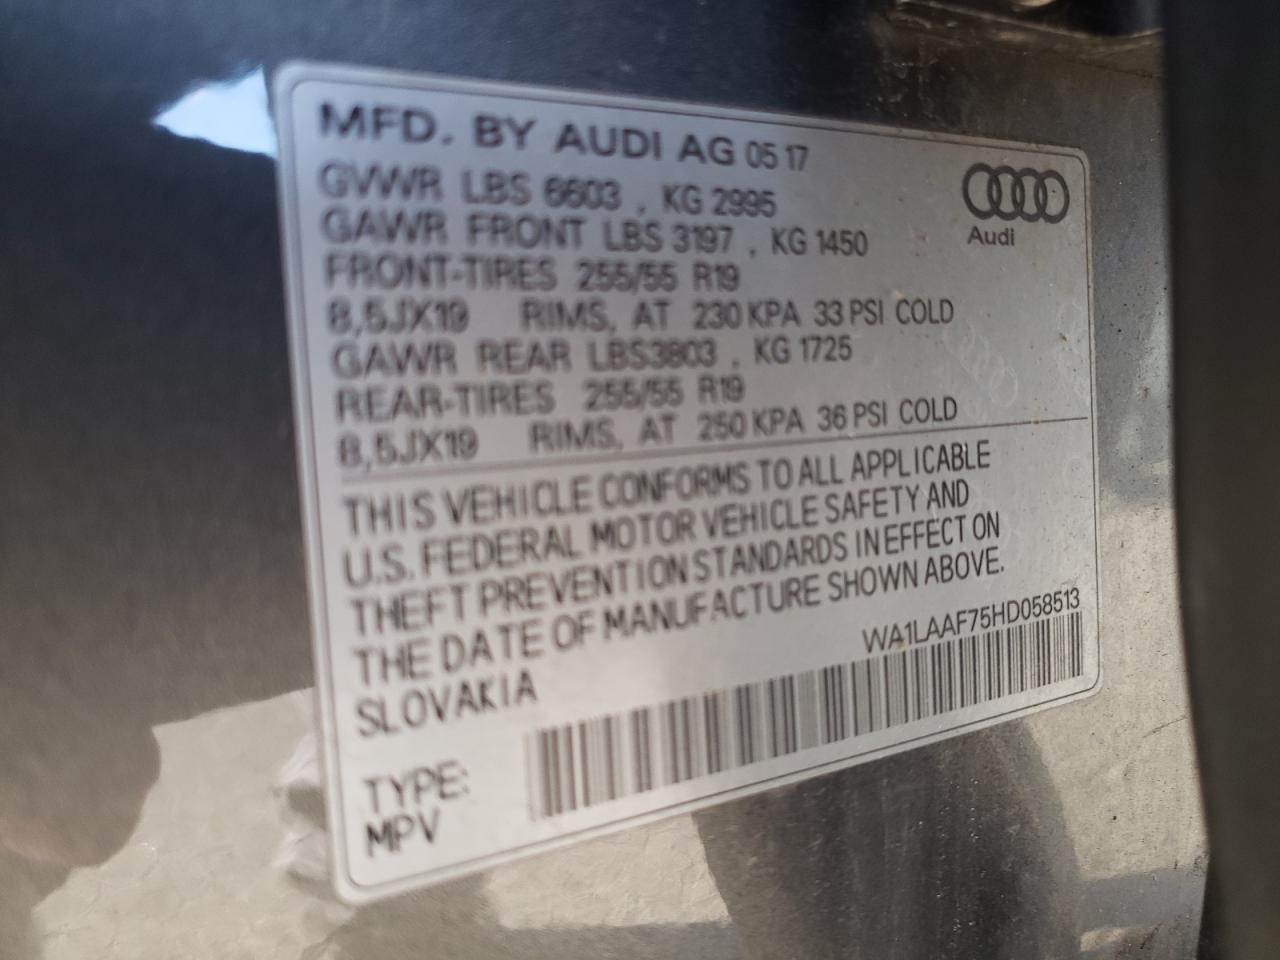 MFD. BY AUDI AG 05 17
GVWR LBS 6603 , KG 2995
GAWR FRONT LBS 3197 , KG 1450
FRONT-TIRES 255/55 R19
8,5JX19 RIMS, AT 230 KPA 33 PSI COLD
GAWR REAR LBS3803 , KG 1725
REAR-TIRES 255/55 R19
8,5JX19 RIMS, AT 250 KPA 36 PSI COLD
Audi
THIS VEHICLE CONFORMS TO ALL APPLICABLE
U.S. FEDERAL MOTOR VEHICLE SAFETY AND
THEFT PREVENTION STANDARDS IN EFFECT ON
THE DATE OF MANUFACTURE SHOWN ABOVE.
SLOVAKIA
WA1LAAF75HD058513
TYPE:
MPV